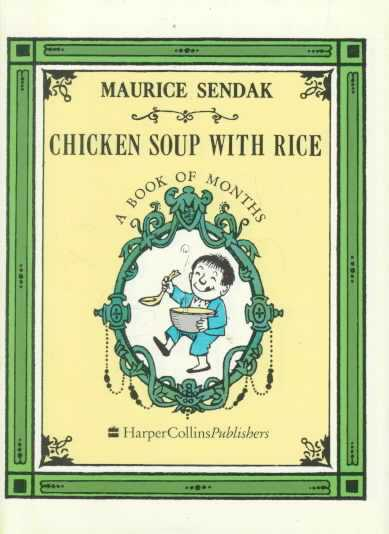 MAURICE SENDAK
CHICKEN SOUP WITH RICE
A BOOK OF MONTHS
HarperCollinsPublishers